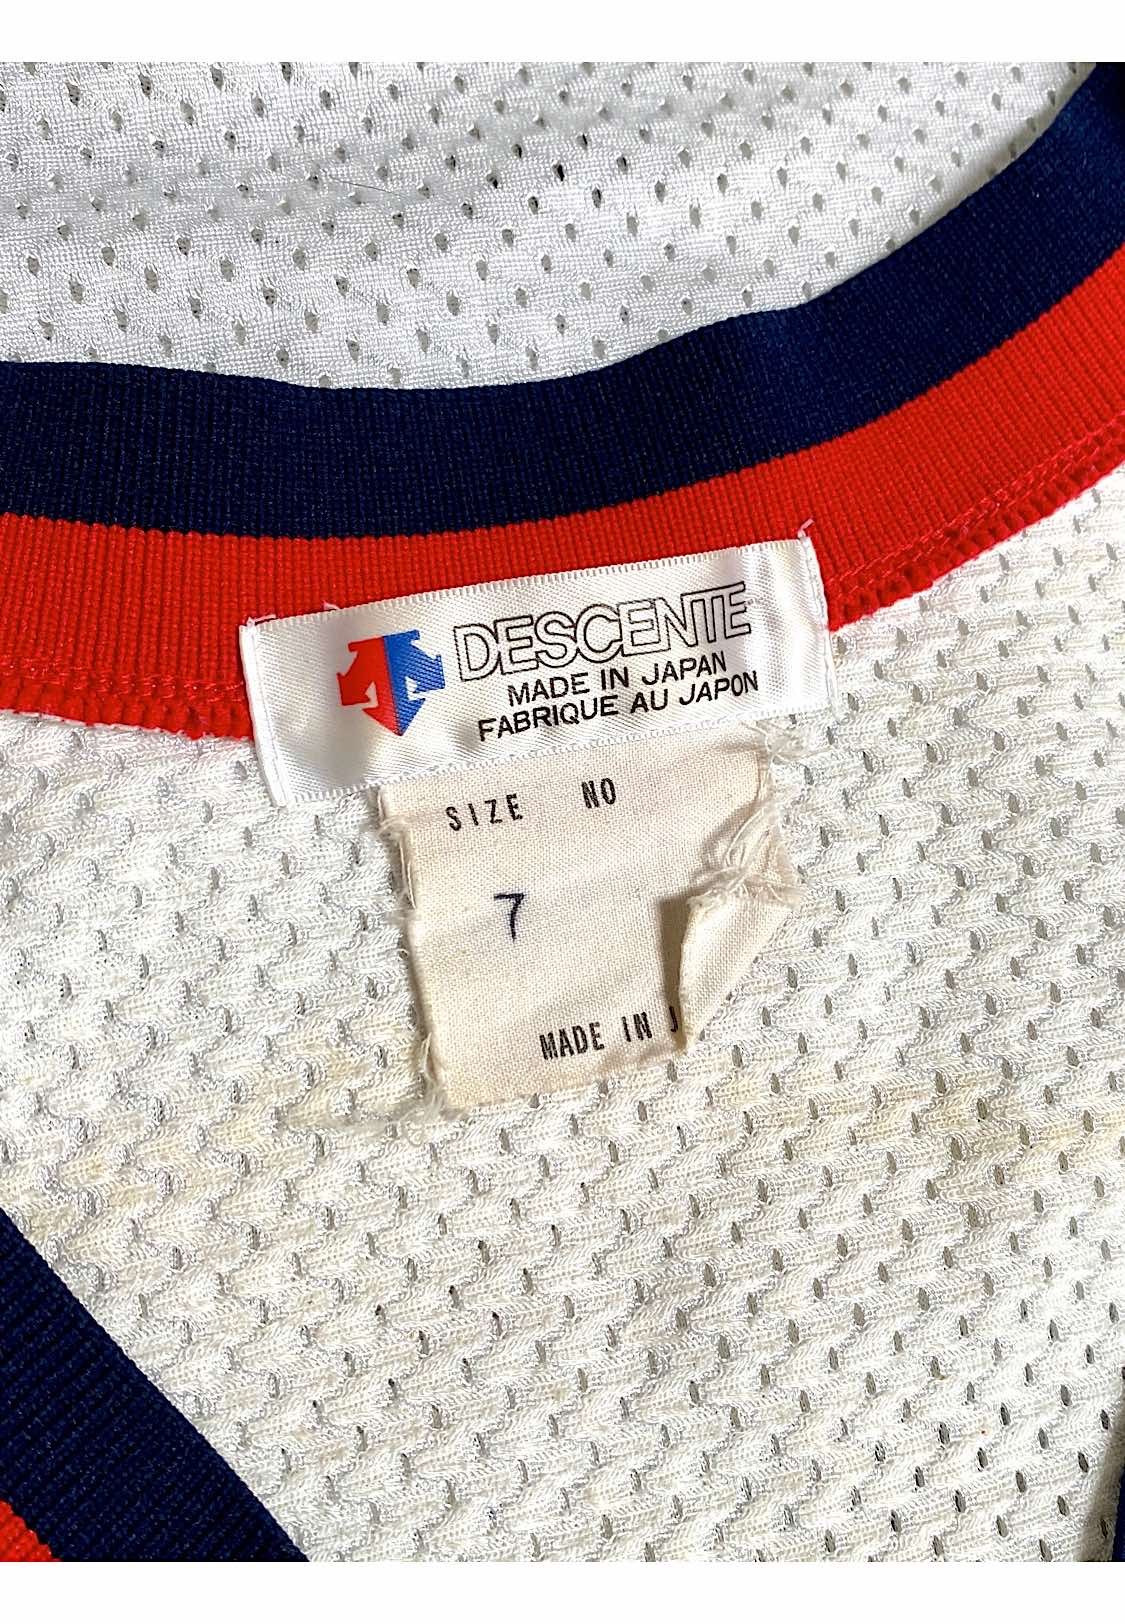 DESCENTE
MADE IN JAPAN
FABRIQUE AU JAPON
SIZE NO
7
MADE IN J